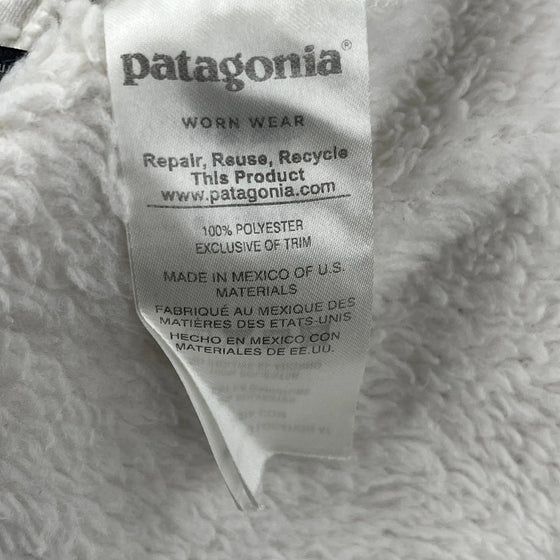 patagonia®
WORN WEAR
Repair, Reuse, Recycle
This Product
www.patagonia.com
100% POLYESTER
EXCLUSIVE OF TRIM
MADE IN MEXICO OF U.S.
MATERIALS
FABRIQUÉ AU MEXIQUE DES
MATIÈRES DES ETATS-UNIS
HECHO EN MEXICO CON
MATERIALES DE EE.UU.